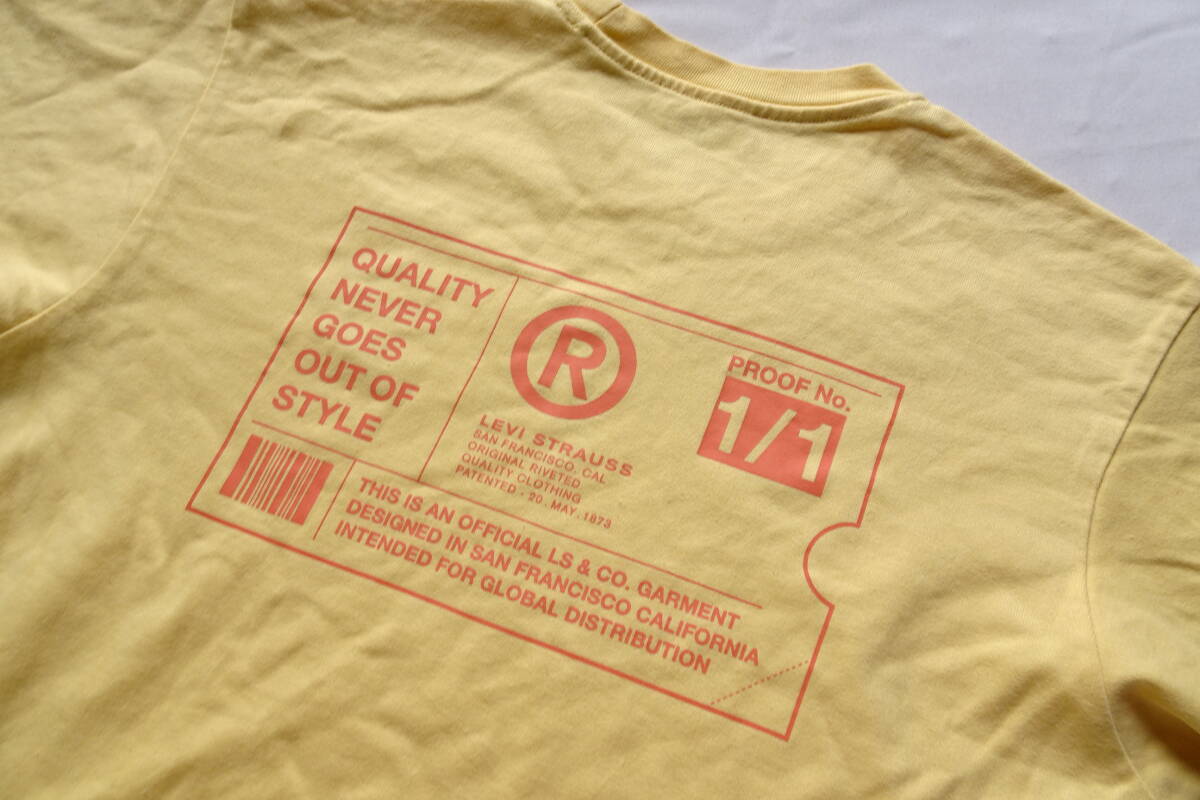 QUALITY
NEVER
GOES
OUT OF
STYLE
®
LEVI STRAUSS
SAN FRANCISCO, CAL
ORIGINAL RIVETED
QUALITY CLOTHING
PATENTED - 20 . MAY . 1873
PROOF No.
1/1
THIS IS AN OFFICIAL LS & CO. GARMENT
DESIGNED IN SAN FRANCISCO CALIFORNIA
INTENDED FOR GLOBAL DISTRIBUTION